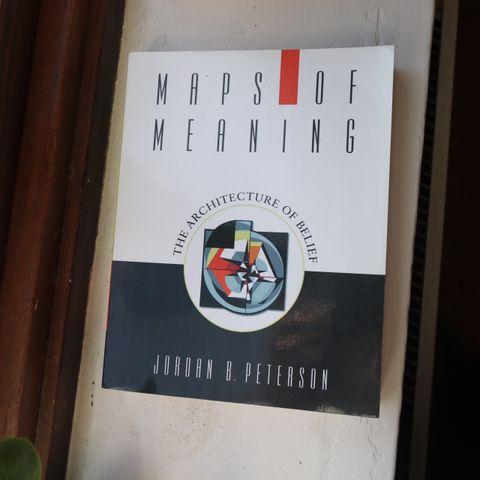 MAPS OF
MEANING
THE ARCHITECTURE OF BELIEF
JORDAN B. PETERSON